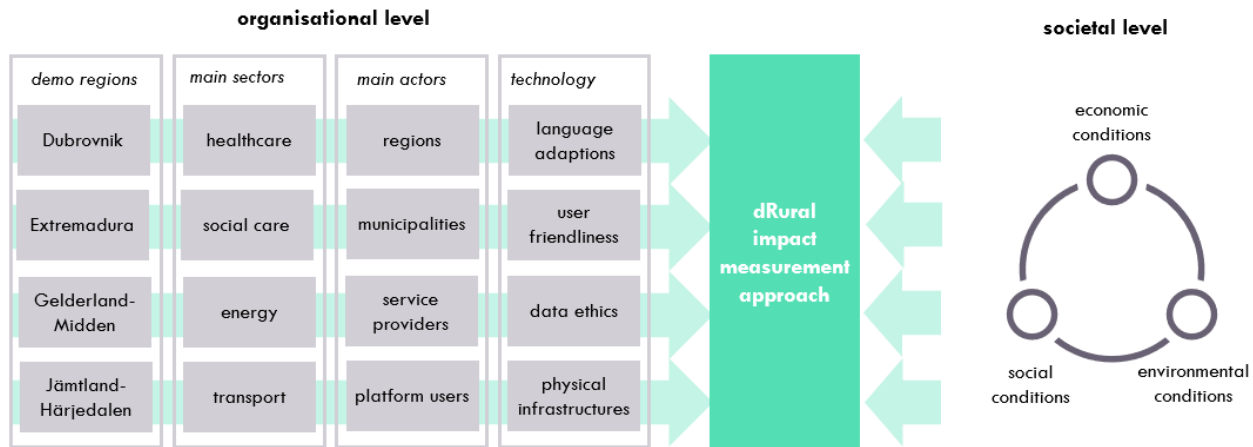 organisational level
societal level
demo regions
main sectors
main actors
technology
Dubrovnik
healthcare
regions
language
adaptions
Extremadura
social care
municipalities
user
friendliness
Gelderland-
Midden
energy
service
providers
data ethics
Jämtland-
Härjedalen
transport
platform users
physical
infrastructures
dRural
impact
measurement
approach
economic
conditions
social
conditions
environmental
conditions